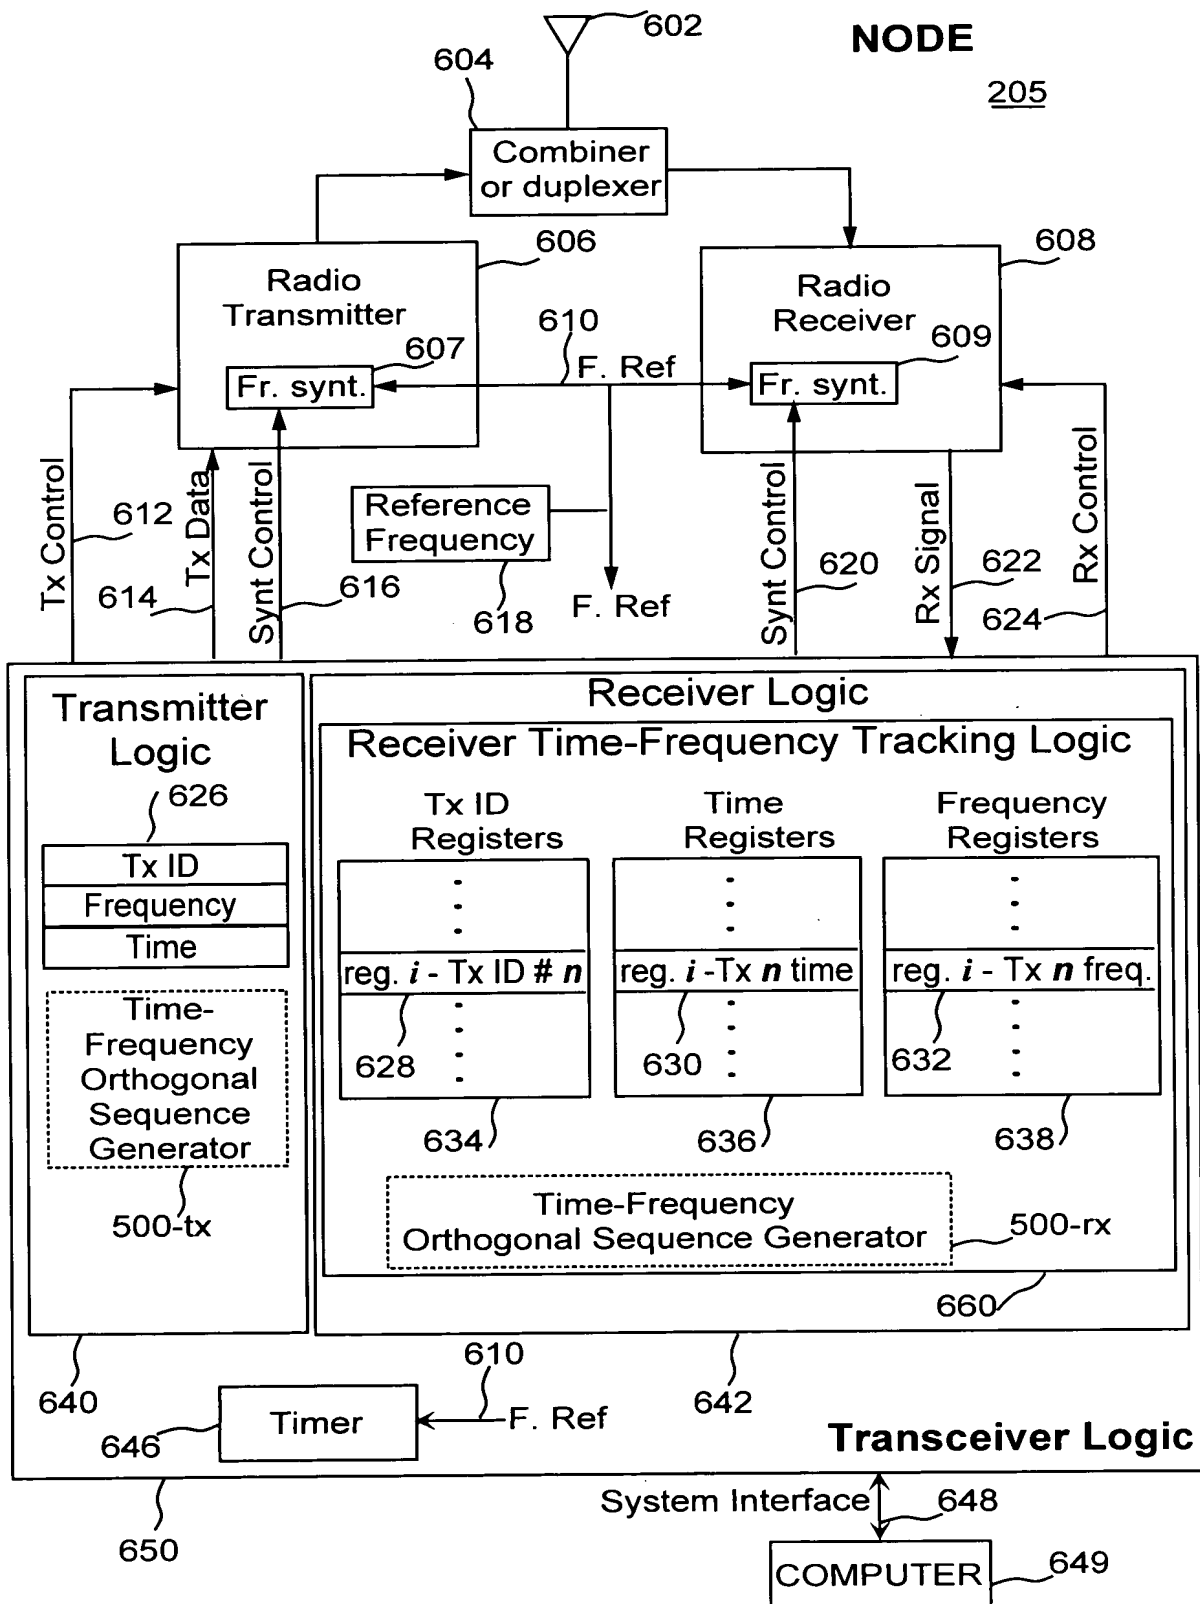 602
NODE
604
205
Combiner
or duplexer
606
608
Radio
Transmitter
Radio
Receiver
610
607
609
F. Ref
Fr. synt.
Fr. synt.
Tx Control
612
Tx Data
614
Synt Control
616
Reference
Frequency
618
F. Ref
Synt Control
620
Rx Signal
622
Rx Control
624
Transmitter
Logic
626
Tx ID
Frequency
Time
Time-
Frequency
Orthogonal
Sequence
Generator
500-tx
Receiver Logic
Receiver Time-Frequency Tracking Logic
Tx ID
Registers
Time
Registers
Frequency
Registers
reg. i - Tx ID # n
reg. i -Tx n time
reg. i - Tx n freq.
628
630
632
634
636
638
Time-Frequency
Orthogonal Sequence Generator
500-rx
660
640
642
610
Timer
F. Ref
646
Transceiver Logic
650
System Interface
648
COMPUTER
649